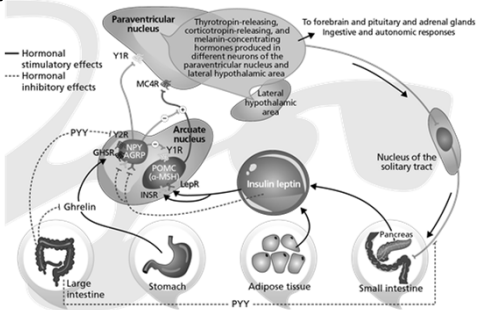 Paraventricular
nucleus
Thyrotropin-releasing,
corticotropin-releasing, and
melanin-concentrating
hormones produced in
different neurons of the
paraventricular nucleus and
lateral hypothalamic area
To forebrain and pituitary and adrenal glands
Ingestive and autonomic responses
Hormonal
stimulatory effects
Hormonal
inhibitory effects
Y1R
MC4R
Lateral
hypothalamic
area
PYY
Y2R
Arcuate
nucleus
GHSR
NPY
AGRP
Y1R
POMC
(α-MSH)
LepR
INSR
Insulin leptin
Nucleus of the
solitary tract
Ghrelin
Pancreas
Large
intestine
Stomach
Adipose tissue
Small intestine
PYY